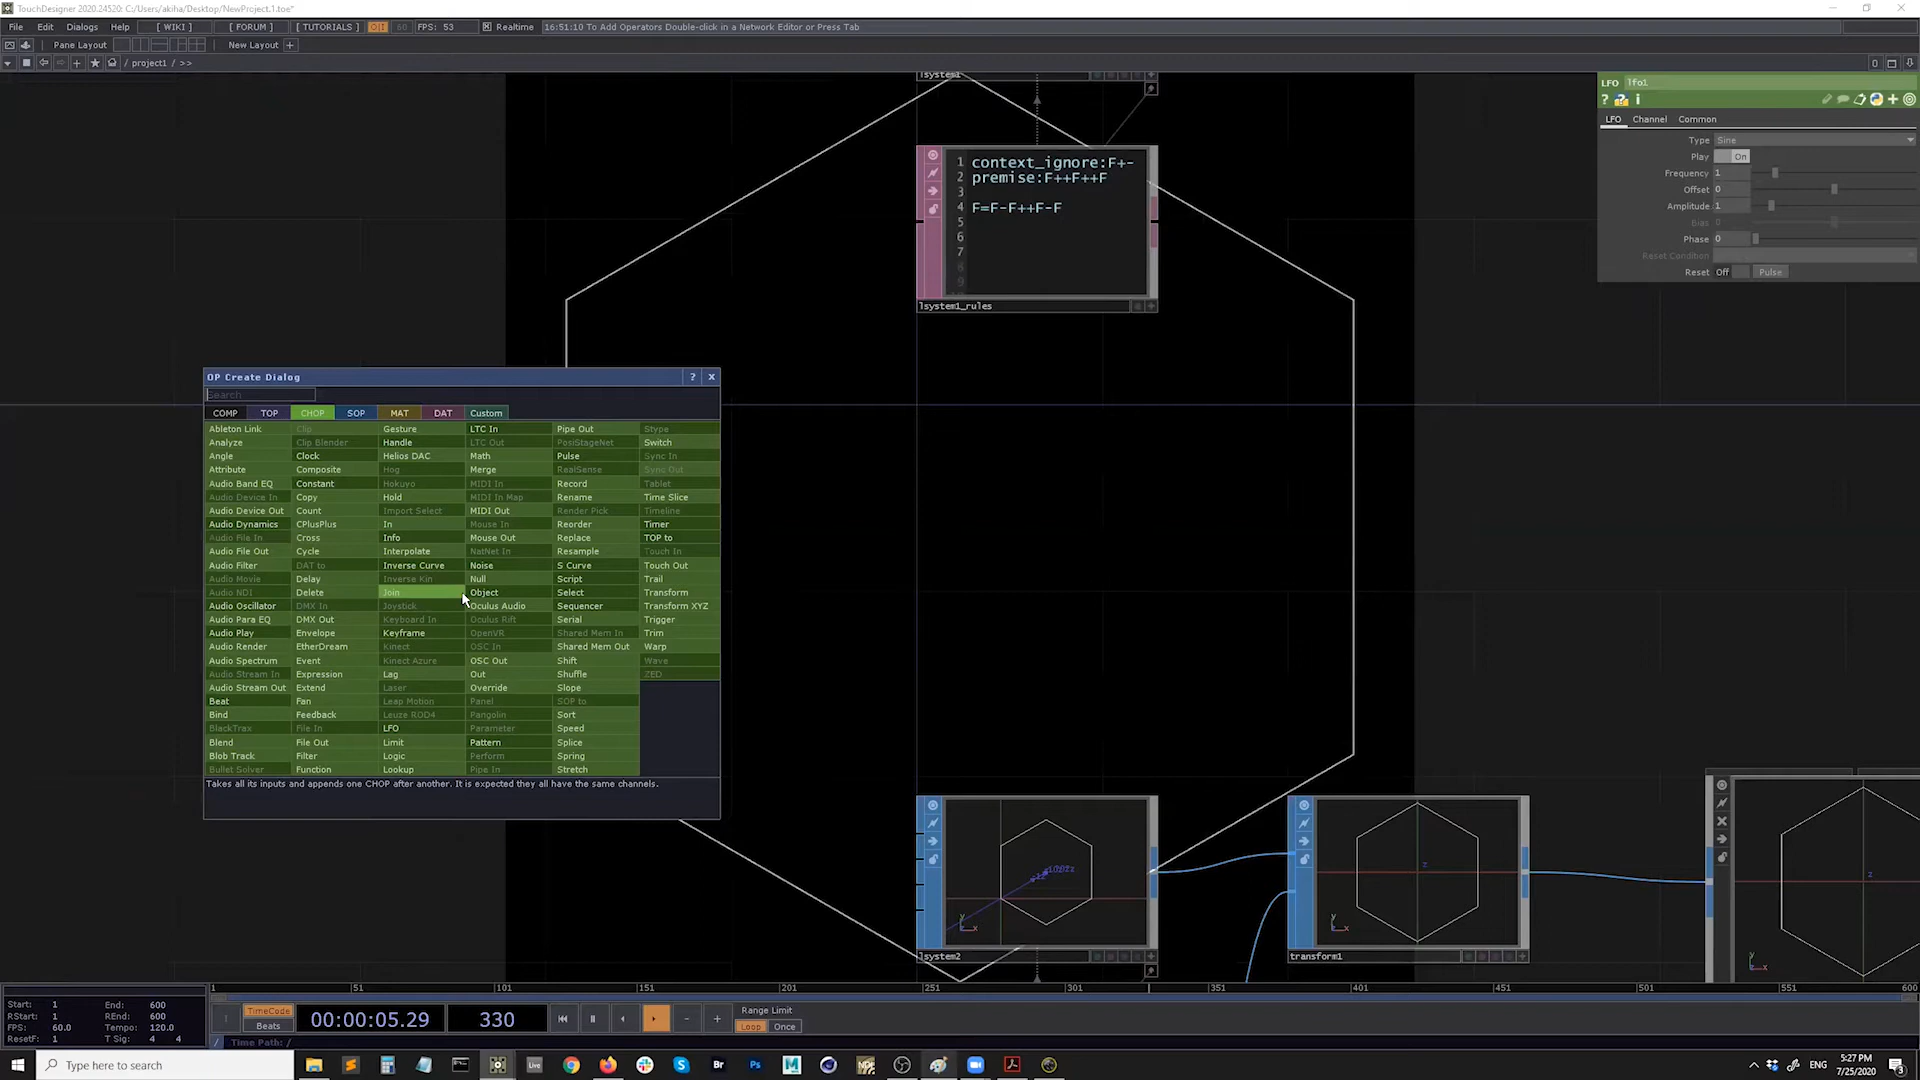 TouchDesigner 2020.24520: C:/Users/akiha/Desktop/NewProject.1.toe*
File Edit Dialogs [ WIKI ] [ FORUM ] [ TUTORIALS ] OII 60 FPS: 53 Realtime 16:51:10 To Add Operators Double-click in a Network Editor or Press Tab
Pane Layout New Layout +
/ project1 / >>
lsystem1
1 context_ignore:F+-
2 premise:F++F++F
3
4 F=F-F++F-F
5
6
7
8
9
lsystem1_rules
LFO lfo1
LFO Channel Common
Type Sine
Play On
Frequency 1
Offset 0
Amplitude 1
Bias 0
Phase 0
Reset Condition
Reset Off Pulse
OP Create Dialog ? x
Search
COMP TOP CHOP SOP MAT DAT Custom
Ableton Link Clip Gesture LTC In Pipe Out Stype
Analyze Clip Blender Handle LTC Out PosiStageNet Switch
Angle Clock Helios DAC Math Pulse Sync In
Attribute Composite Hog Merge RealSense Sync Out
Audio Band EQ Constant Hokuyo MIDI In Record Tablet
Audio Device In Copy Hold MIDI In Map Rename Time Slice
Audio Device Out Count Import Select MIDI Out Render Pick Timeline
Audio Dynamics CPlusPlus In Mouse In Reorder Timer
Audio File In Cross Info Mouse Out Replace TOP to
Audio File Out Cycle Interpolate NatNet In Resample Touch In
Audio Filter DAT to Inverse Curve Noise S Curve Touch Out
Audio Movie Delay Inverse Kin Null Script Trail
Audio NDI Delete Join Object Select Transform
Audio Oscillator DMX In Joystick Oculus Audio Sequencer Transform XYZ
Audio Para EQ DMX Out Keyboard In Oculus Rift Serial Trigger
Audio Play Envelope Keyframe OpenVR Shared Mem In Trim
Audio Render EtherDream Kinect OSC In Shared Mem Out Warp
Audio Spectrum Event Kinect Azure OSC Out Shift Wave
Audio Stream In Expression Lag Out Shuffle ZED
Audio Stream Out Extend Laser Override Slope
Beat Fan Leap Motion Panel SOP to
Bind Feedback Leuze ROD4 Pangolin Sort
BlackTrax File In LFO Parameter Speed
Blend File Out Limit Pattern Splice
Blob Track Filter Logic Perform Spring
Bullet Solver Function Lookup Pipe In Stretch
Takes all its inputs and appends one CHOP after another. It is expected they all have the same channels.
lsystem2
transform1
1 51 101 151 201 251 301 351 401 451 501 551 600
Start: 1 End: 600
RStart: 1 REnd: 600
FPS: 60.0 Tempo: 120.0
ResetF: 1 T Sig: 4 4
TimeCode
Beats
00:00:05.29
330
Range Limit
Loop Once
/ Time Path: /
Type here to search
Live Br Ps
ENG
5:27 PM
7/25/2020